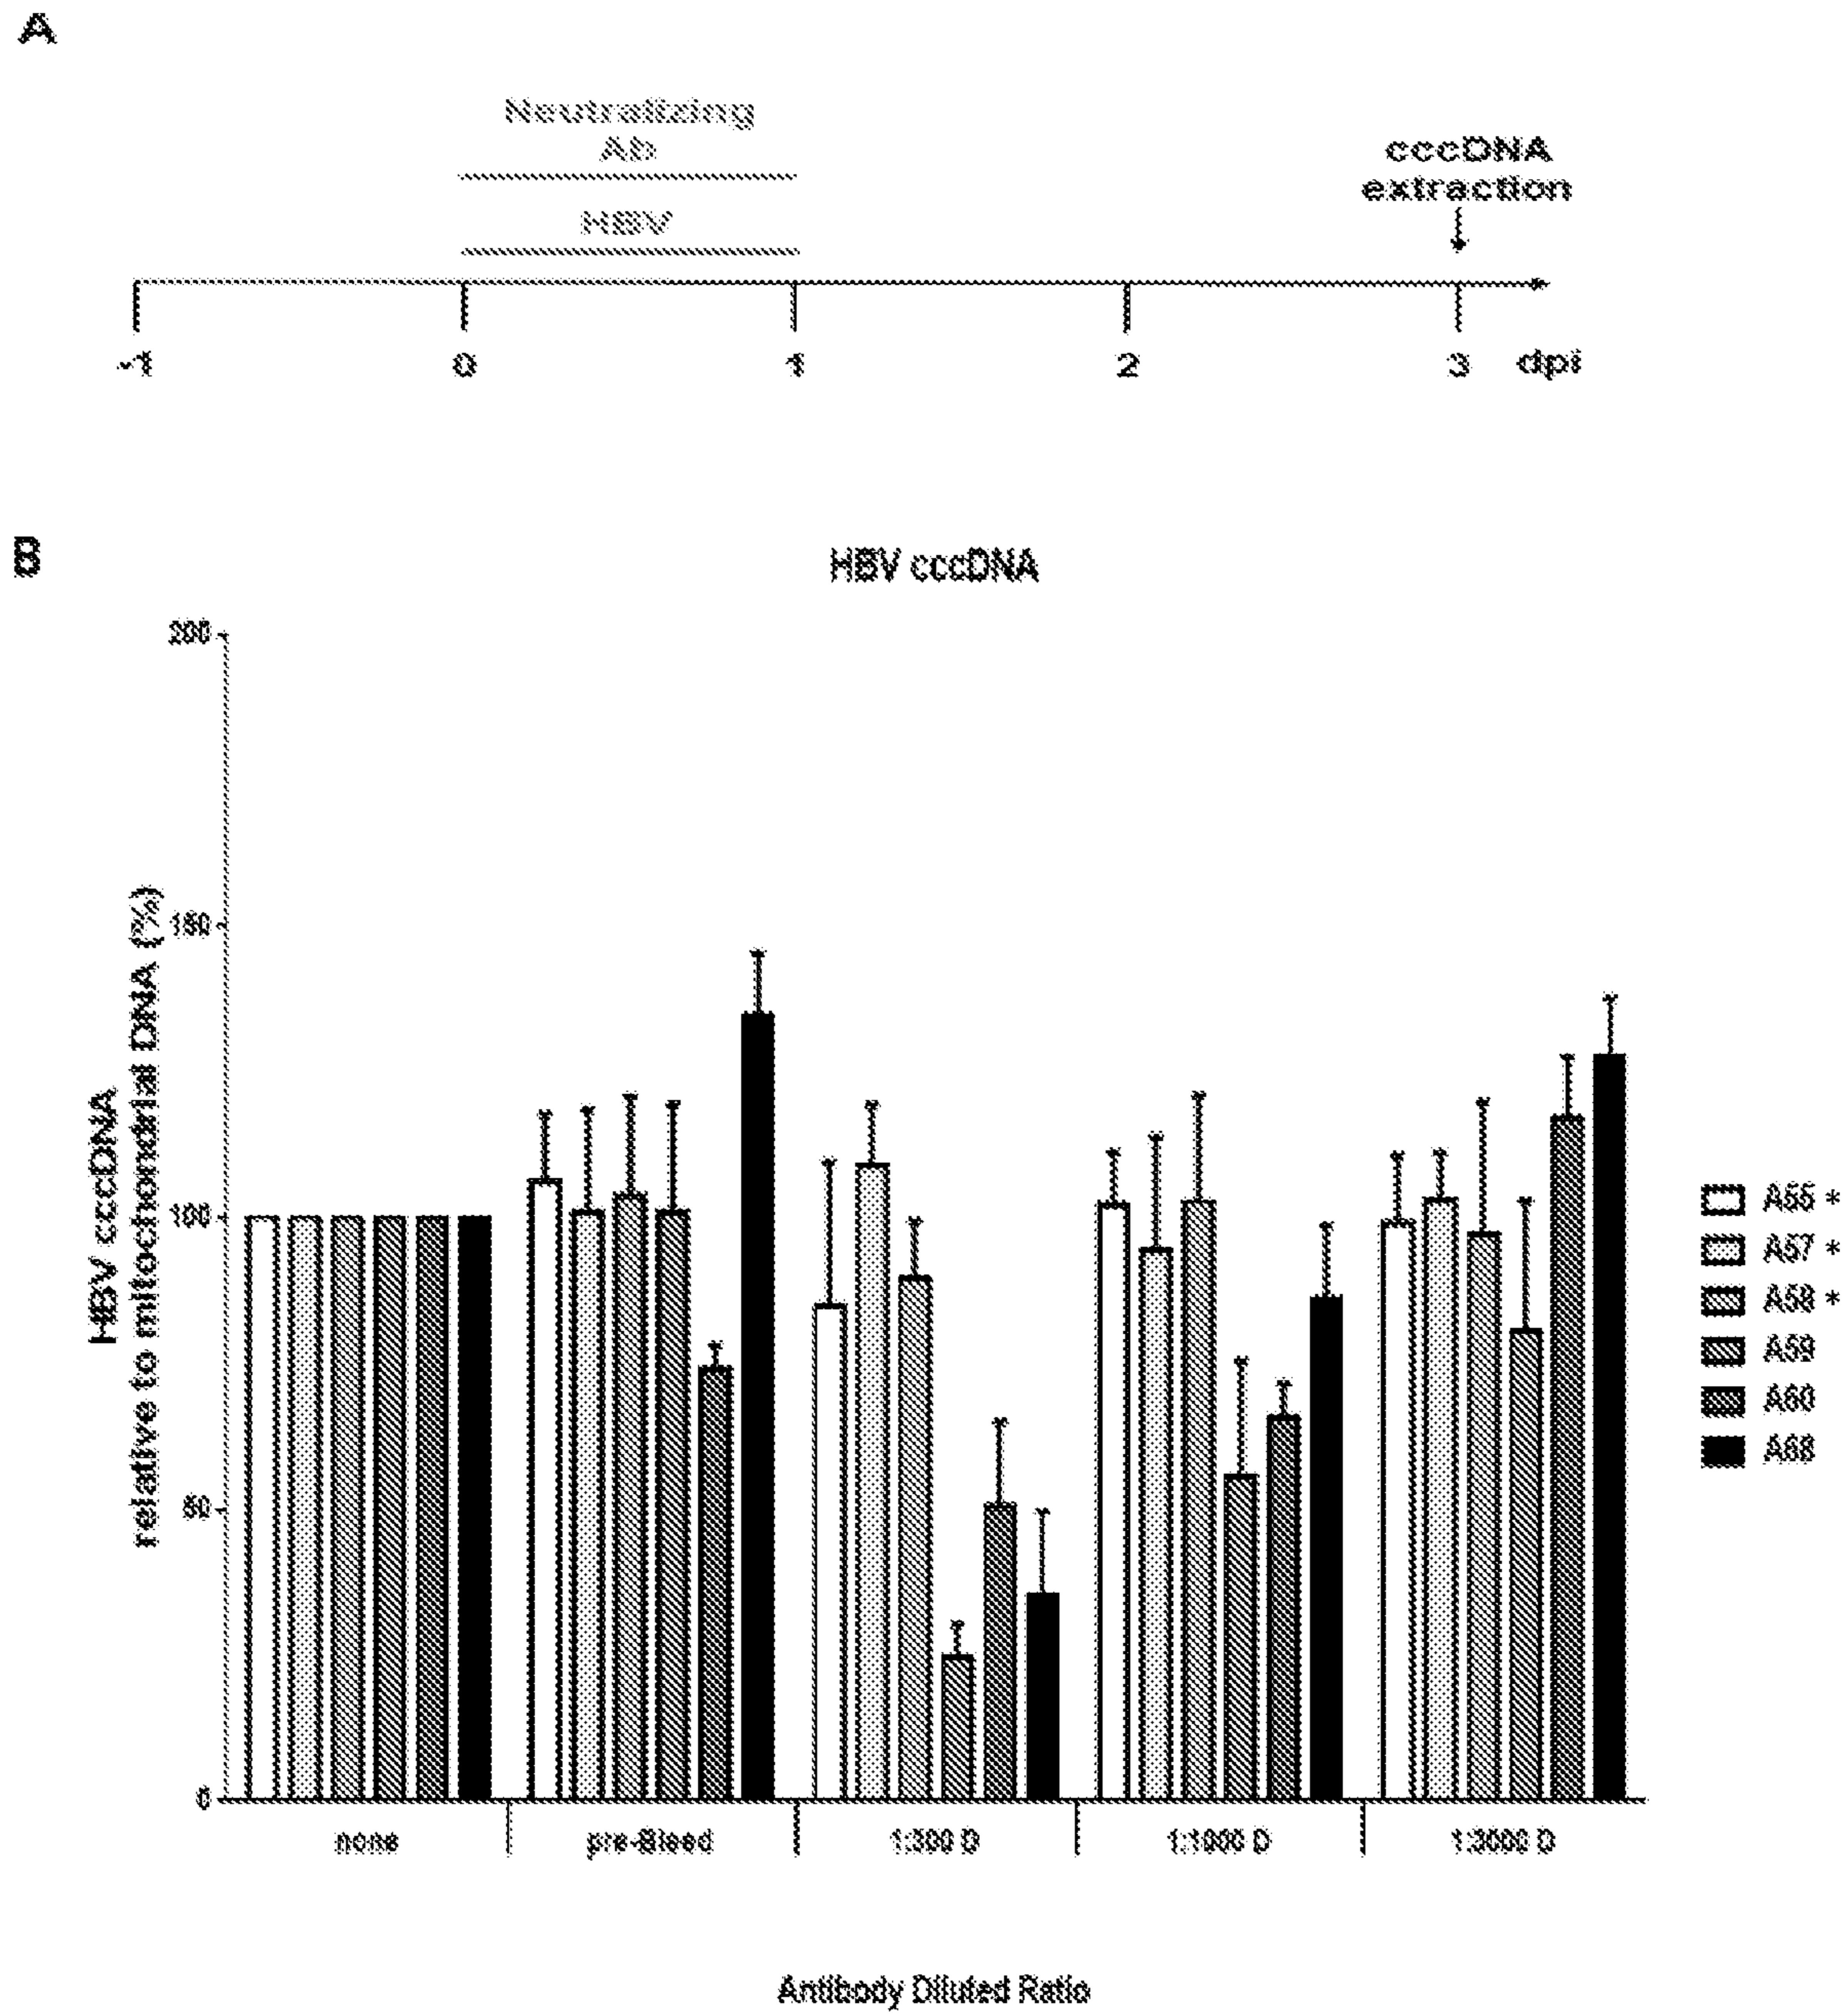 A
Neutralizing
Ab
HBV
cccDNA
extraction
-1 0 1 2 3 dpi
B
HBV cccDNA
HBV cccDNA
relative to mitochondrial DNA (%)
200
150
100
50
0
none pre-Bleed 1:300 D 1:1000 D 1:3000 D
Antibody Diluted Ratio
A55 *
A57 *
A58 *
A59
A60
A68